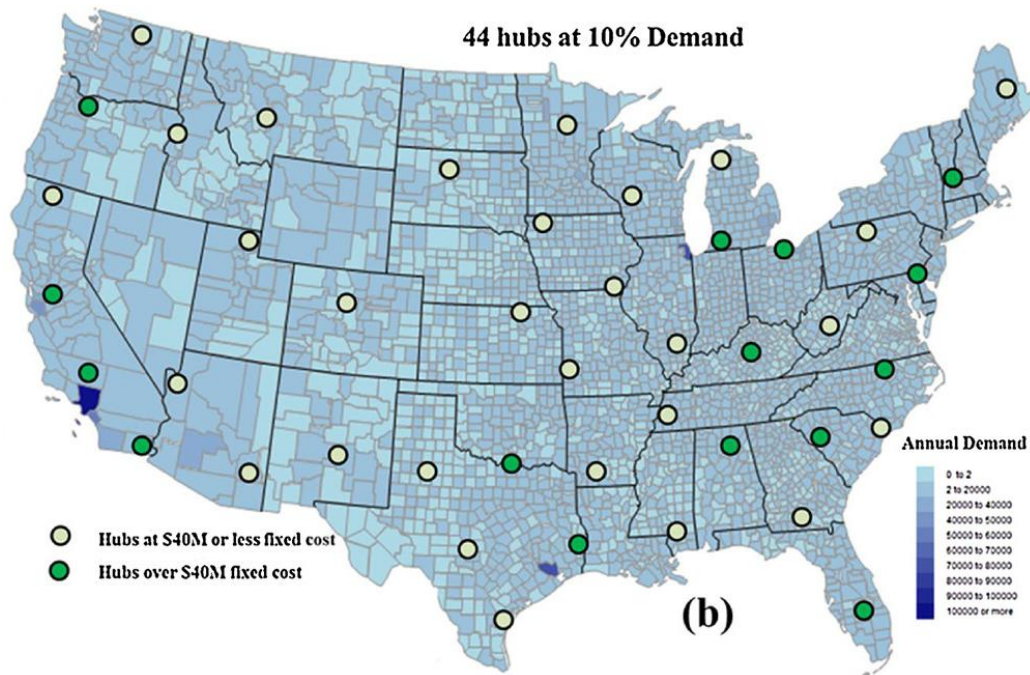 44 hubs at 10% Demand
Annual Demand
0 to 2
2 to 20000
20000 to 40000
40000 to 50000
50000 to 60000
60000 to 70000
70000 to 80000
80000 to 90000
90000 to 100000
100000 or more
Hubs at S40M or less fixed cost
Hubs over S40M fixed cost
(b)